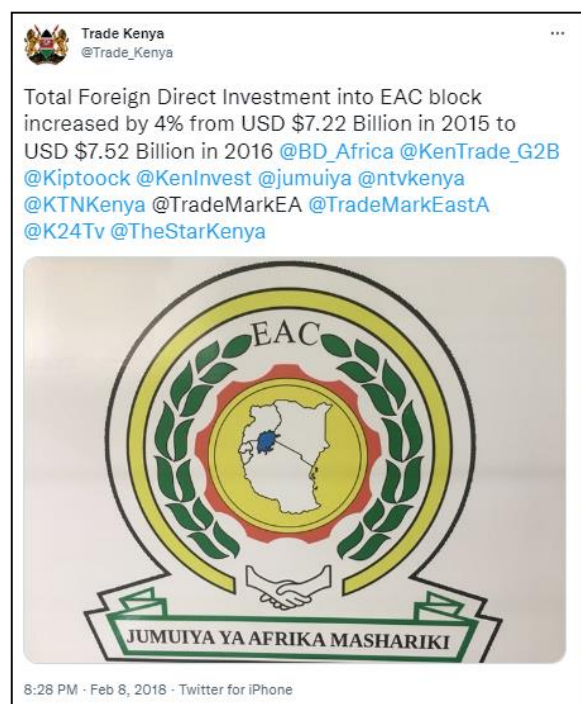 Trade Kenya
@Trade_Kenya
Total Foreign Direct Investment into EAC block
increased by 4% from USD $7.22 Billion in 2015 to
USD $7.52 Billion in 2016 @BD_Africa @KenTrade_G2B
@Kiptoock @KenInvest @jumuiya @ntvkenya
@KTNKenya @TradeMarkEA @TradeMarkEastA
@K24Tv @TheStarKenya
EAC
JUMUIYA YA AFRIKA MASHARIKI
8:28 PM · Feb 8, 2018 · Twitter for iPhone